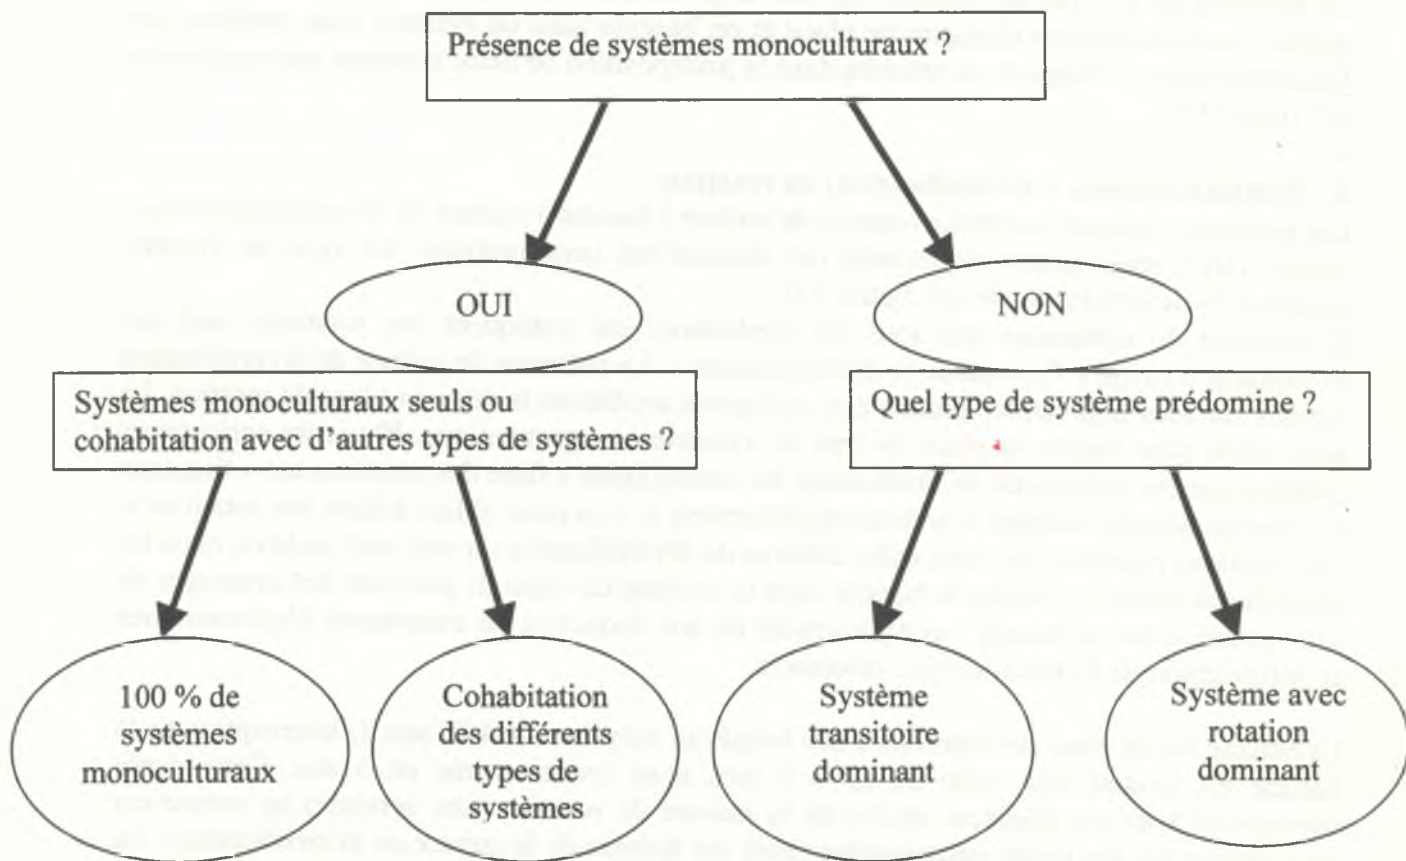 Présence de systèmes monoculturaux ?
OUI
NON
Systèmes monoculturaux seuls ou
cohabitation avec d'autres types de systèmes ?
Quel type de système prédomine ?
100 % de
systèmes
monoculturaux
Cohabitation
des différents
types de
systèmes
Système
transitoire
dominant
Système avec
rotation
dominant